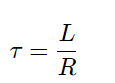 τ = L/R